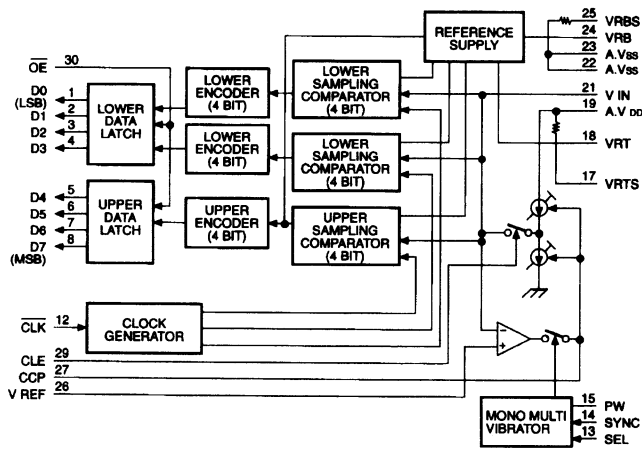 25 VRBS
REFERENCE
SUPPLY
24 VRB
23 A.VSS
22 A.VSS
OE 30
LOWER
ENCODER
(4 BIT)
LOWER
SAMPLING
COMPARATOR
(4 BIT)
21 V IN
19 A.V DD
D0 1
(LSB)
D1 2
D2 3
D3 4
LOWER
DATA
LATCH
LOWER
ENCODER
(4 BIT)
LOWER
SAMPLING
COMPARATOR
(4 BIT)
18 VRT
17 VRTS
D4 5
D5 6
D6 7
D7 8
(MSB)
UPPER
DATA
LATCH
UPPER
ENCODER
(4 BIT)
UPPER
SAMPLING
COMPARATOR
(4 BIT)
CLK 12
CLOCK
GENERATOR
CLE 29
CCP 27
V REF 26
-
+
MONO MULTI
VIBRATOR
15 PW
14 SYNC
13 SEL